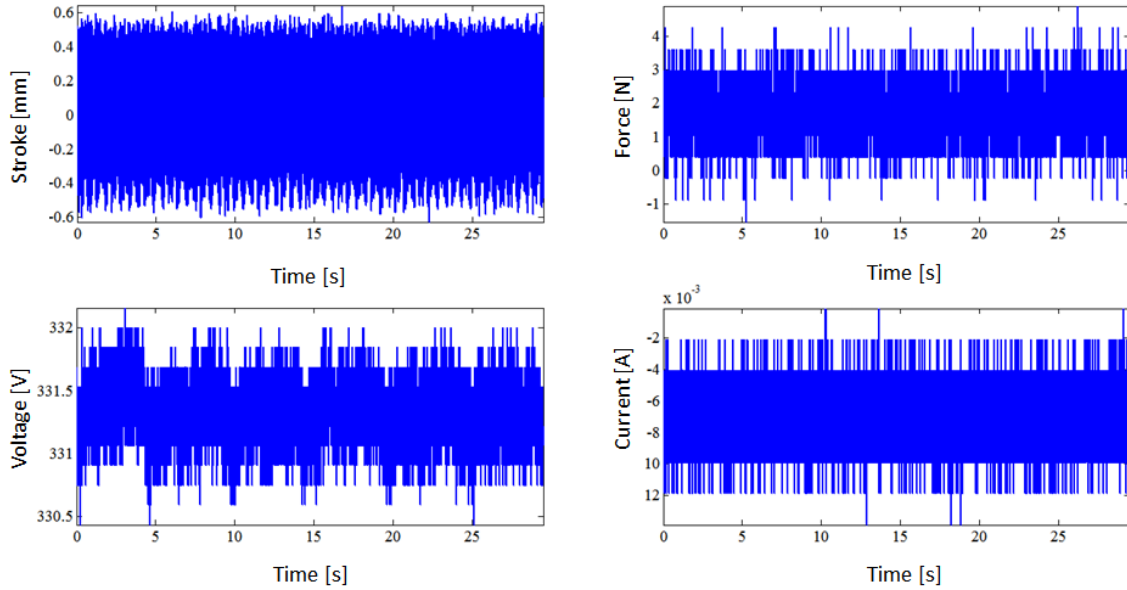 Stroke [mm]
0.6
0.4
0.2
0
-0.2
-0.4
-0.6
0 5 10 15 20 25
Time [s]
Force [N]
4
3
2
1
0
-1
0 5 10 15 20 25
Time [s]
Voltage [V]
332
331.5
331
330.5
0 5 10 15 20 25
Time [s]
x 10⁻³
Current [A]
-2
-4
-6
-8
10
12
0 5 10 15 20 25
Time [s]